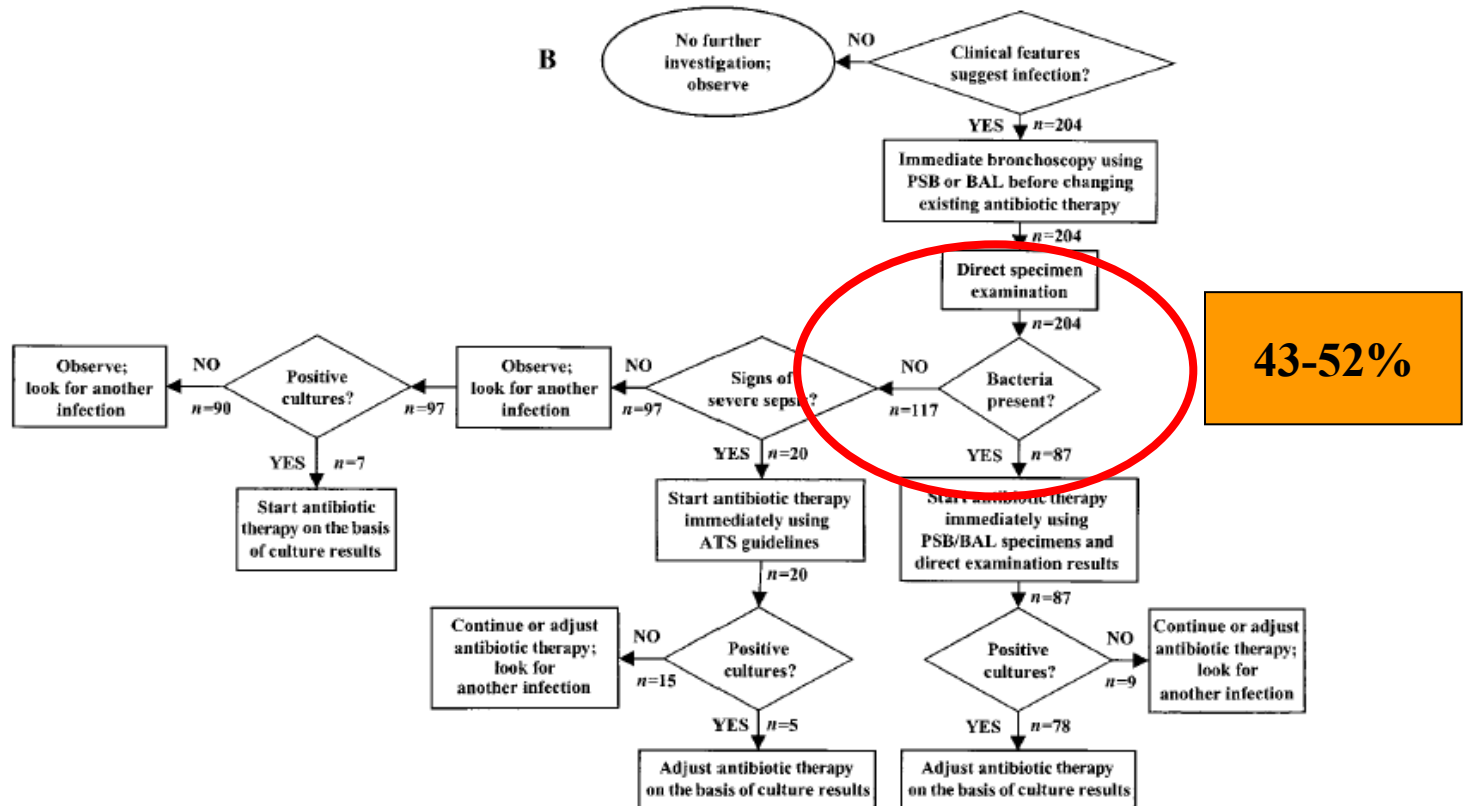 B
No further
investigation;
observe
NO
Clinical features
suggest infection?
YES
n=204
Immediate bronchoscopy using
PSB or BAL before changing
existing antibiotic therapy
n=204
Direct specimen
examination
n=204
43-52%
Bacteria
present?
NO
n=117
Signs of
severe sepsis?
NO
n=97
Observe;
look for another
infection
n=97
Positive
cultures?
NO
n=90
Observe;
look for another
infection
YES
n=7
Start antibiotic
therapy on the basis
of culture results
YES
n=20
Start antibiotic therapy
immediately using
ATS guidelines
n=20
Positive
cultures?
NO
n=15
Continue or adjust
antibiotic therapy;
look for
another infection
YES
n=5
Adjust antibiotic therapy
on the basis of culture results
YES
n=87
Start antibiotic therapy
immediately using
PSB/BAL specimens and
direct examination results
n=87
Positive
cultures?
NO
n=9
Continue or adjust
antibiotic therapy;
look for
another infection
YES
n=78
Adjust antibiotic therapy
on the basis of culture results